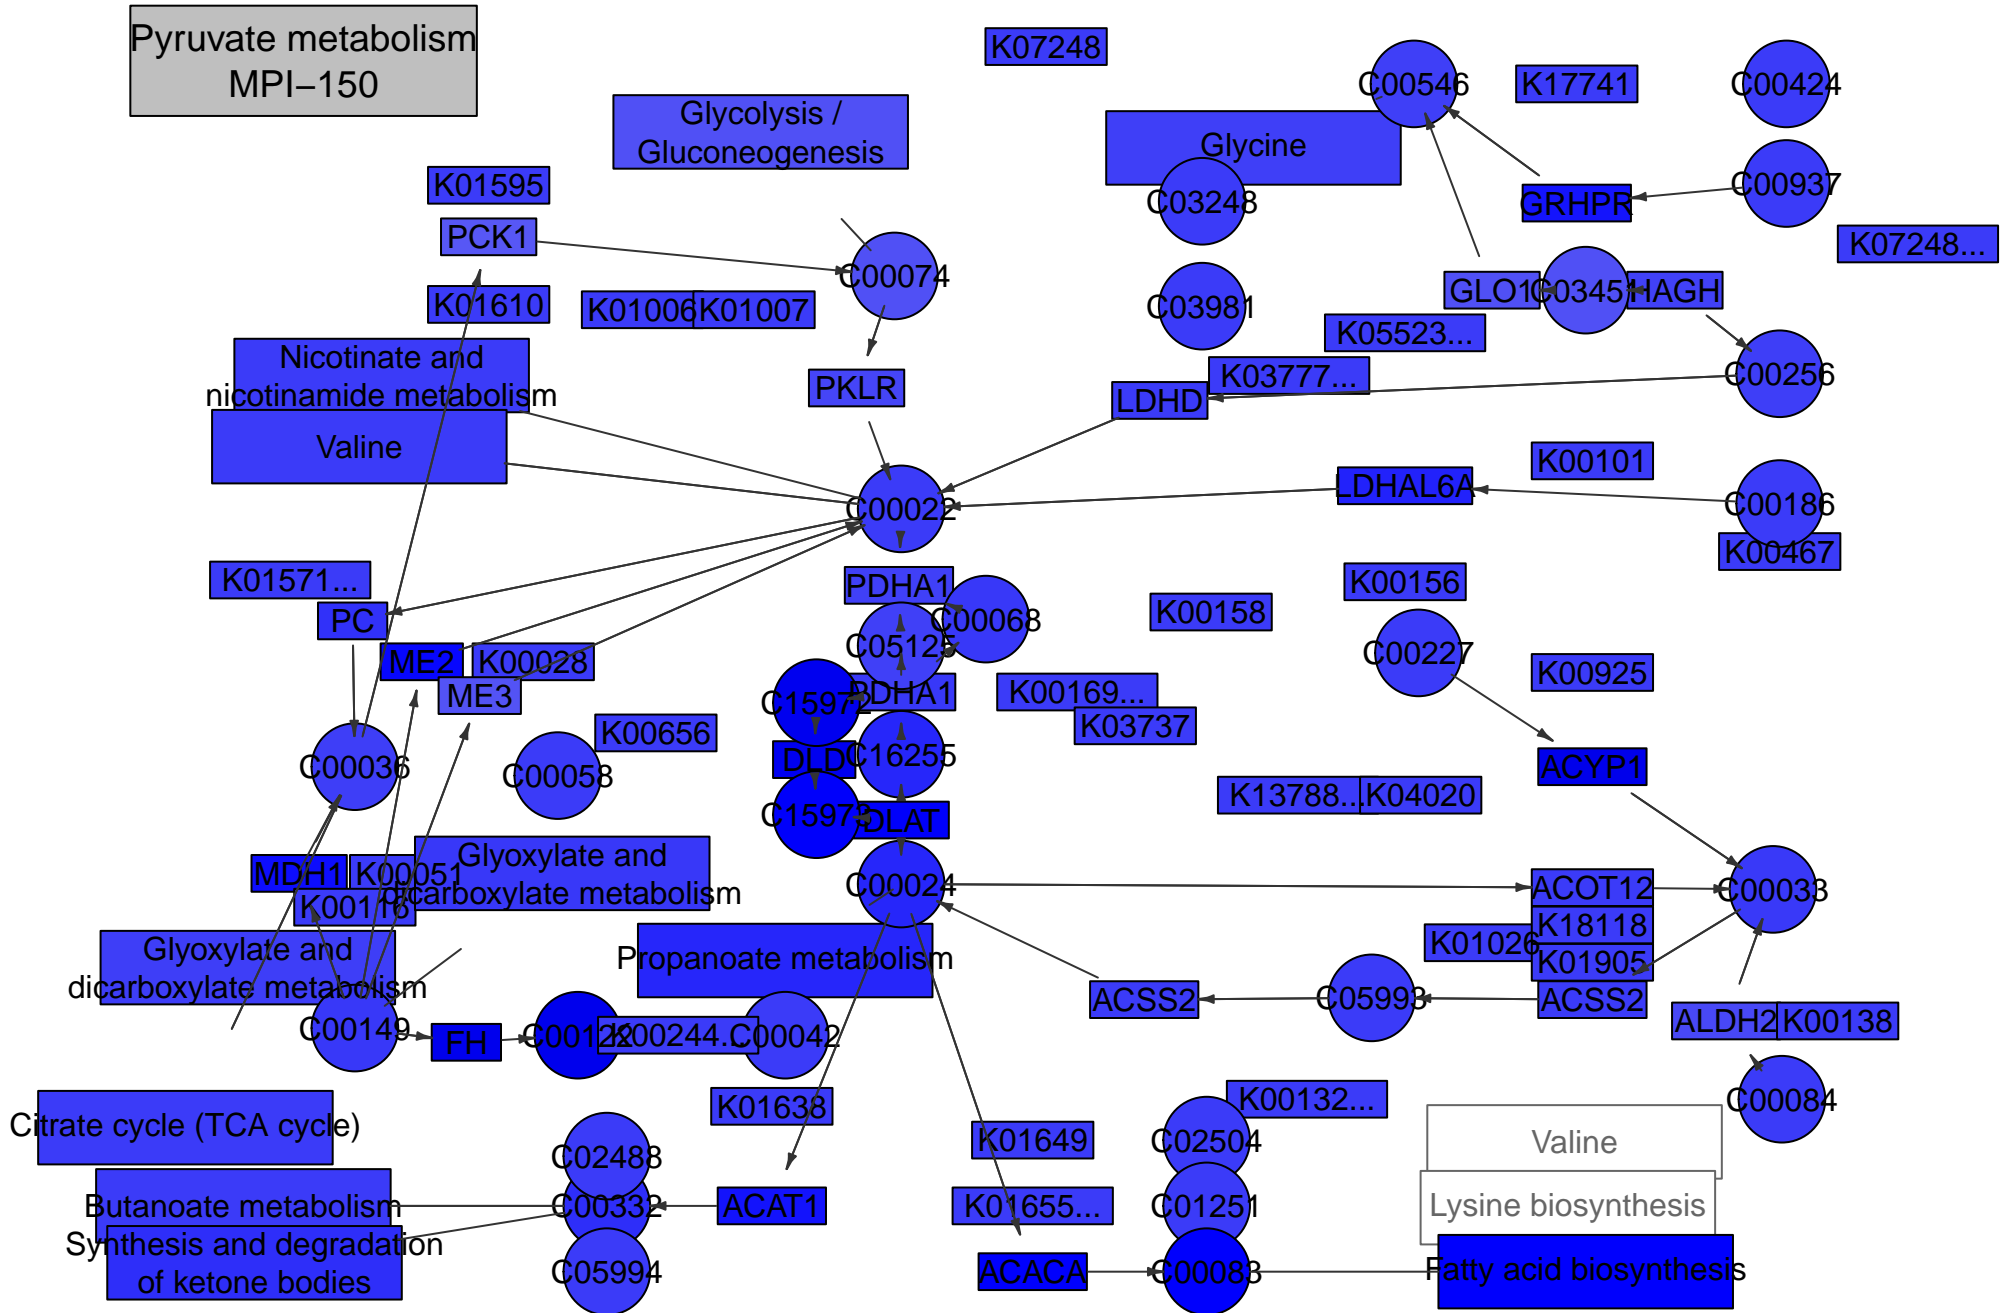 Pyruvate metabolism
MPI−150
K07248
C00546
K17741
C00424
Glycolysis /
Gluconeogenesis
Glycine
K01595
C03248
GRHPR
C00937
PCK1
K07248...
C00074
K01610
K01006
K01007
C03981
GLO1
C03451
HAGH
K05523...
Nicotinate and
nicotinamide metabolism
PKLR
K03777...
LDHD
C00256
Valine
K00101
LDHAL6A
C00022
C00186
K00467
K01571...
PDHA1
K00156
PC
C00068
K00158
C05125
C00227
ME2
K00028
ME3
K00925
PDHA1
K00169...
C15972
K03737
K00656
C00036
C00058
DLD
C16255
ACYP1
K13788...
K04020
C15973
DLAT
MDH1
K00051
Glyoxylate and
dicarboxylate metabolism
C00024
ACOT12
C00033
K00116
K18118
K01026
Glyoxylate and
dicarboxylate metabolism
Propanoate metabolism
K01905
C00149
ACSS2
C05993
ACSS2
FH
C00122
K00244...
C00042
ALDH2
K00138
K01638
K00132...
C00084
Citrate cycle (TCA cycle)
C02488
K01649
C02504
Valine
Butanoate metabolism
C00332
ACAT1
K01655...
C01251
Lysine biosynthesis
Synthesis and degradation
of ketone bodies
C05994
ACACA
C00083
Fatty acid biosynthesis